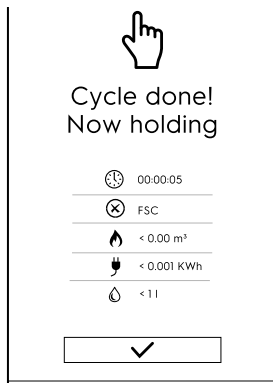 Cycle done!
Now holding
00:00:05
FSC
< 0.00 m³
< 0.001 KWh
< 1 l